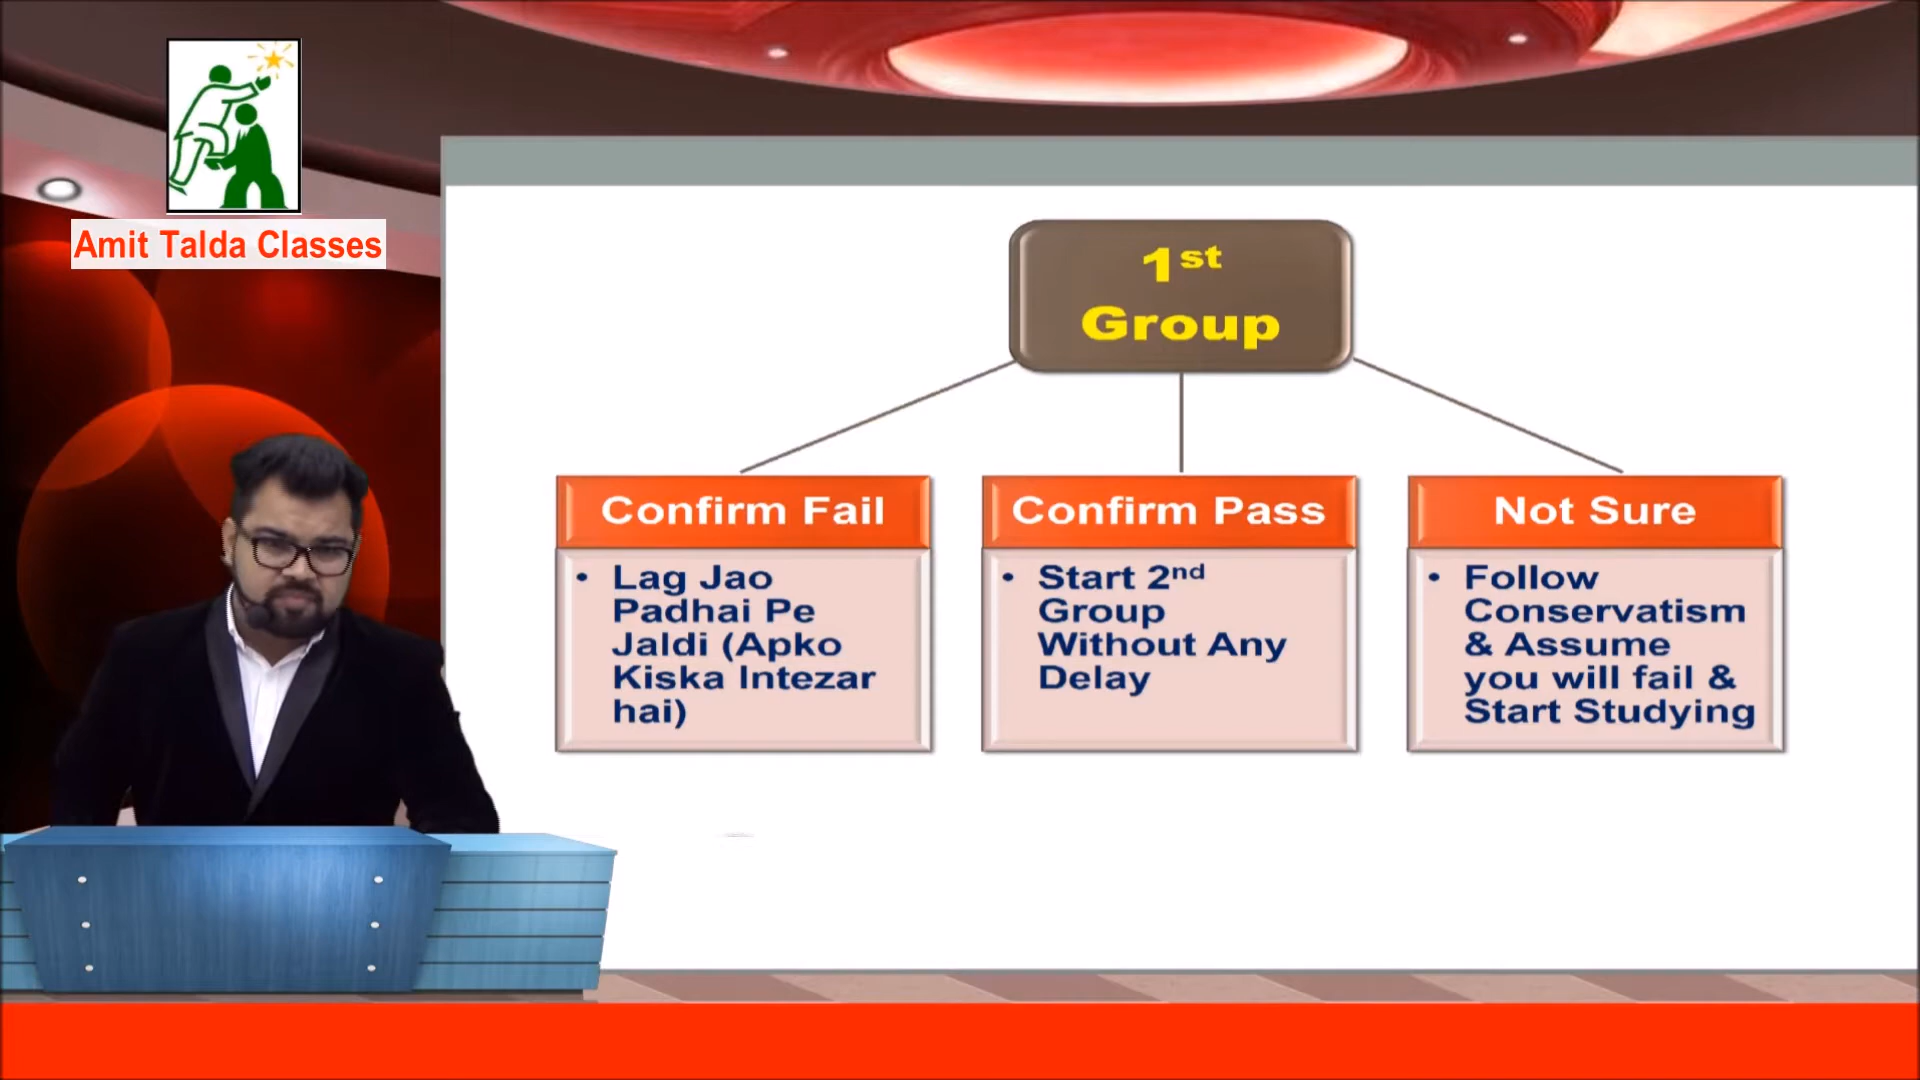 Amit Talda Classes
1st
Group
Confirm Fail
• Lag Jao
Padhai Pe
Jaldi (Apko
Kiska Intezar
hai)
Confirm Pass
• Start 2nd
Group
Without Any
Delay
Not Sure
• Follow
Conservatism
& Assume
you will fail &
Start Studying